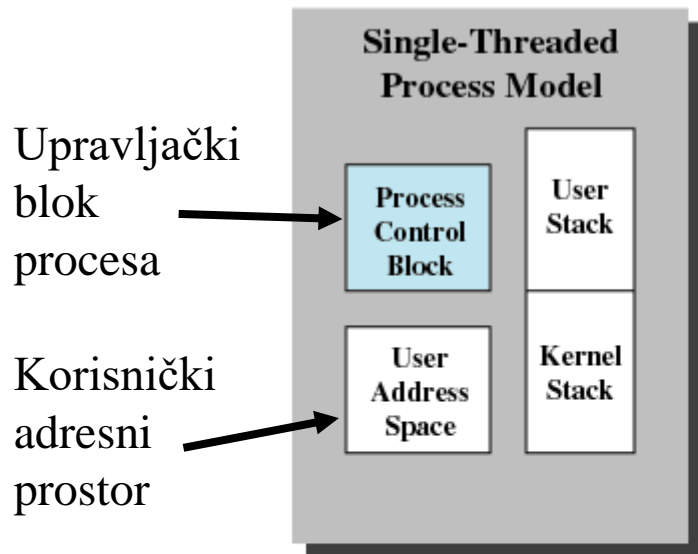 Single-Threaded
Process Model
Upravljački
blok
procesa
Process
Control
Block
User
Stack
Korisnički
adresni
prostor
User
Address
Space
Kernel
Stack